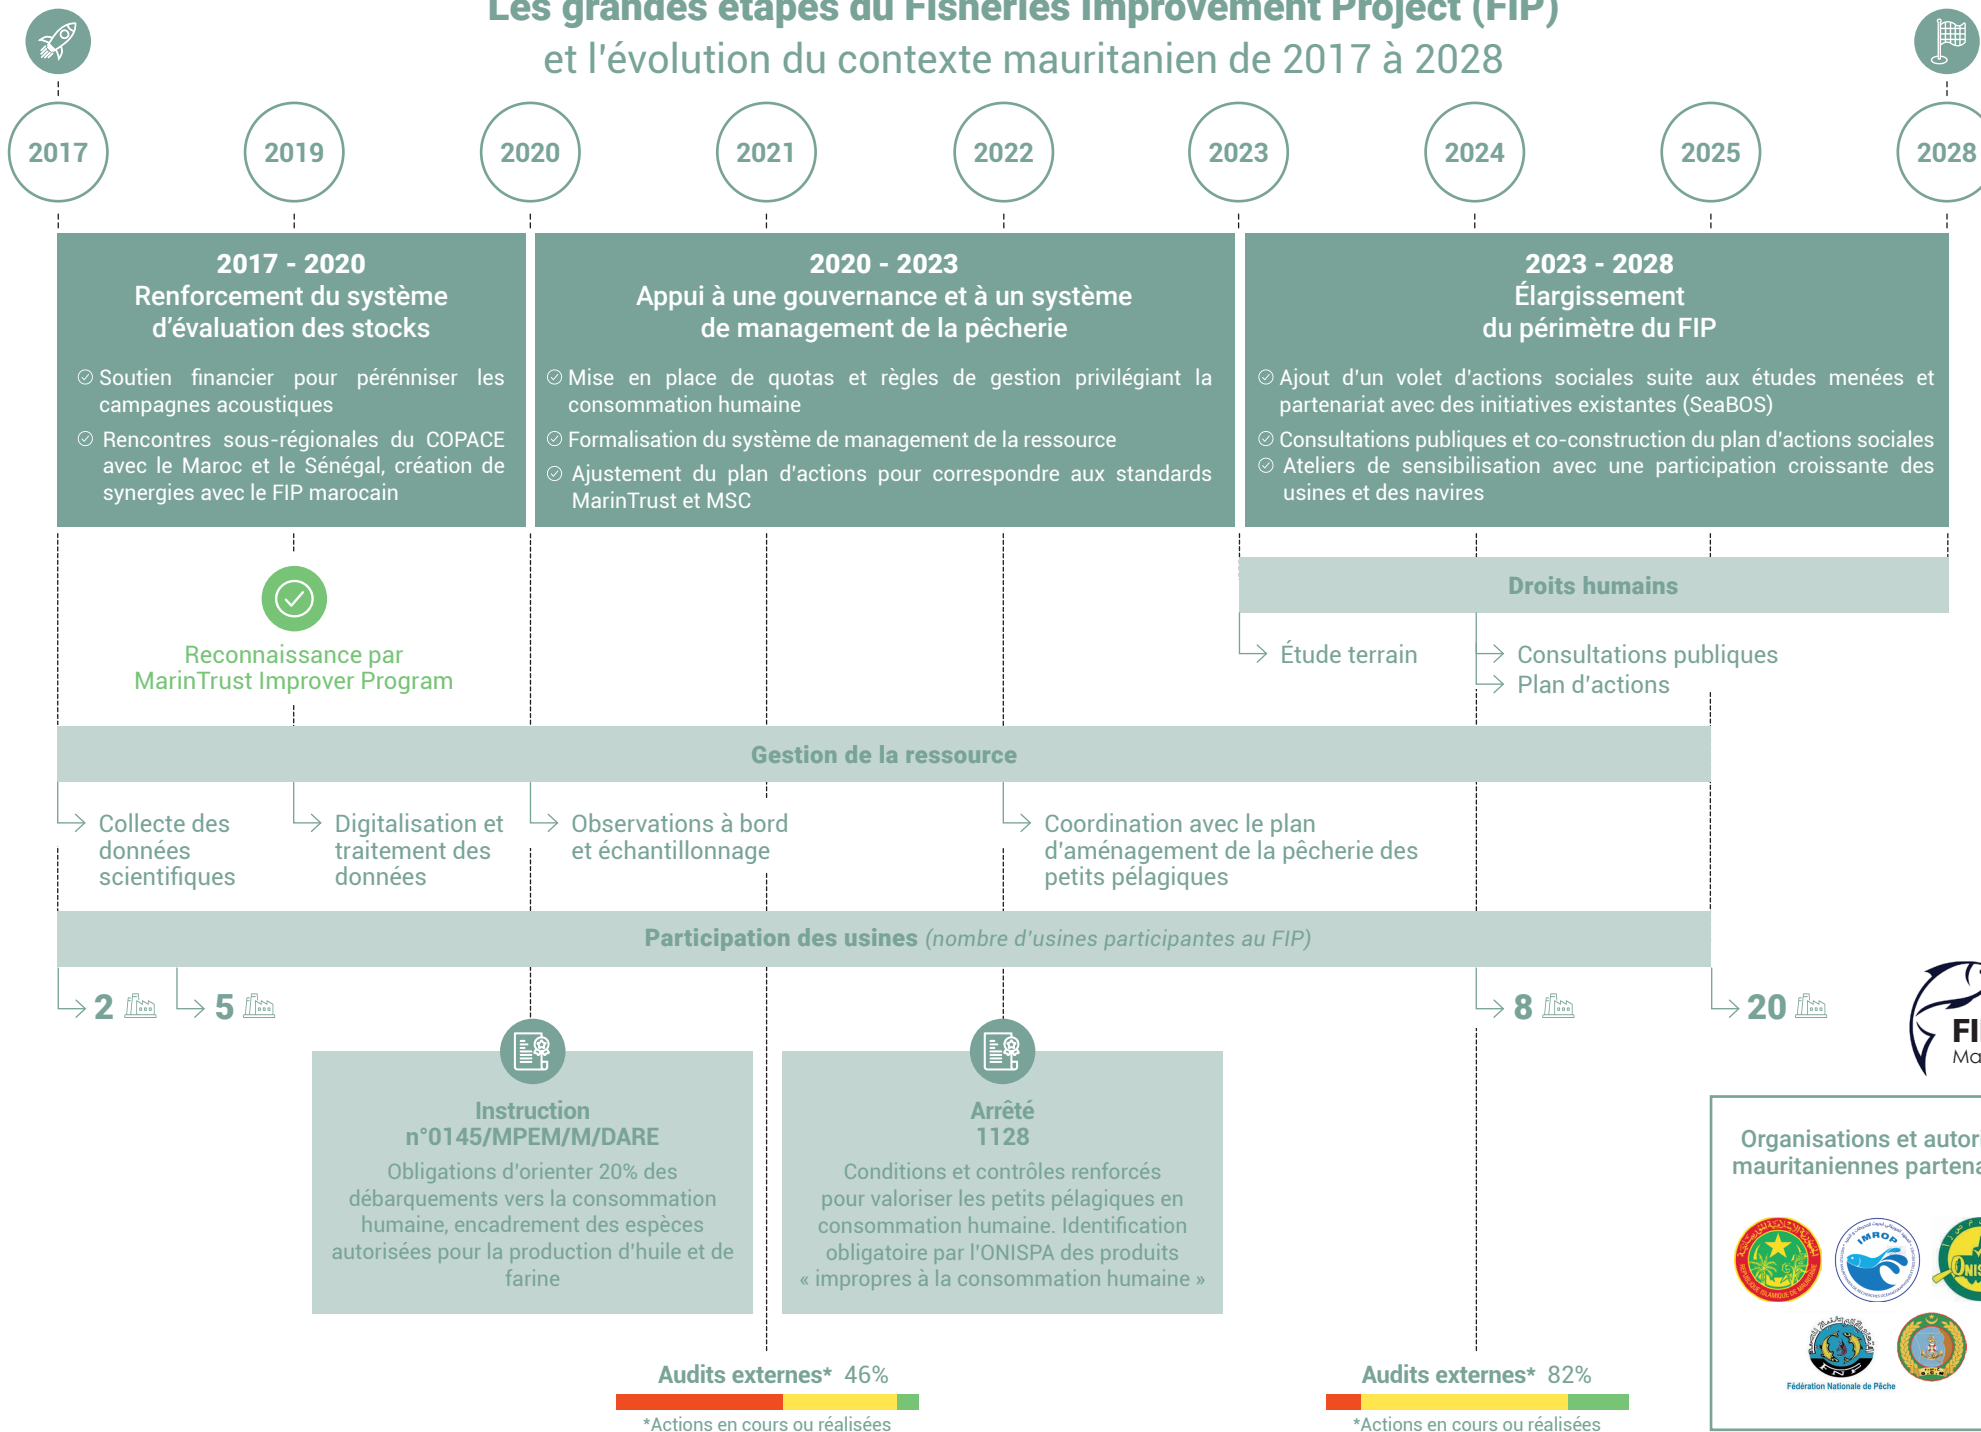 Les grandes étapes du Fisheries Improvement Project (FIP)
et l'évolution du contexte mauritanien de 2017 à 2028
2017
2019
2020
2021
2022
2023
2024
2025
2028
2017 - 2020
Renforcement du système
d'évaluation des stocks
Soutien financier pour pérénniser les
campagnes acoustiques
Rencontres sous-régionales du COPACE
avec le Maroc et le Sénégal, création de
synergies avec le FIP marocain
2020 - 2023
Appui à une gouvernance et à un système
de management de la pêcherie
Mise en place de quotas et règles de gestion privilégiant la
consommation humaine
Formalisation du système de management de la ressource
Ajustement du plan d'actions pour correspondre aux standards
MarinTrust et MSC
2023 - 2028
Élargissement
du périmètre du FIP
Ajout d'un volet d'actions sociales suite aux études menées et
partenariat avec des initiatives existantes (SeaBOS)
Consultations publiques et co-construction du plan d'actions sociales
Ateliers de sensibilisation avec une participation croissante des
usines et des navires
Reconnaissance par
MarinTrust Improver Program
Droits humains
Étude terrain
Consultations publiques
Plan d'actions
Gestion de la ressource
Collecte des
données
scientifiques
Digitalisation et
traitement des
données
Observations à bord
et échantillonnage
Coordination avec le plan
d'aménagement de la pêcherie des
petits pélagiques
Participation des usines (nombre d'usines participantes au FIP)
2
5
8
20
Instruction
n°0145/MPEM/M/DARE
Obligations d'orienter 20% des
débarquements vers la consommation
humaine, encadrement des espèces
autorisées pour la production d'huile et de
farine
Arrêté
1128
Conditions et contrôles renforcés
pour valoriser les petits pélagiques en
consommation humaine. Identification
obligatoire par l'ONISPA des produits
« impropres à la consommation humaine »
Audits externes* 46%
*Actions en cours ou réalisées
Audits externes* 82%
*Actions en cours ou réalisées
Organisations et
mauritaniennes
REPUBLIQUE ISLAMIQUE DE MAURITANIE
IMROP
FNP
Fédération Nationale de Pêche